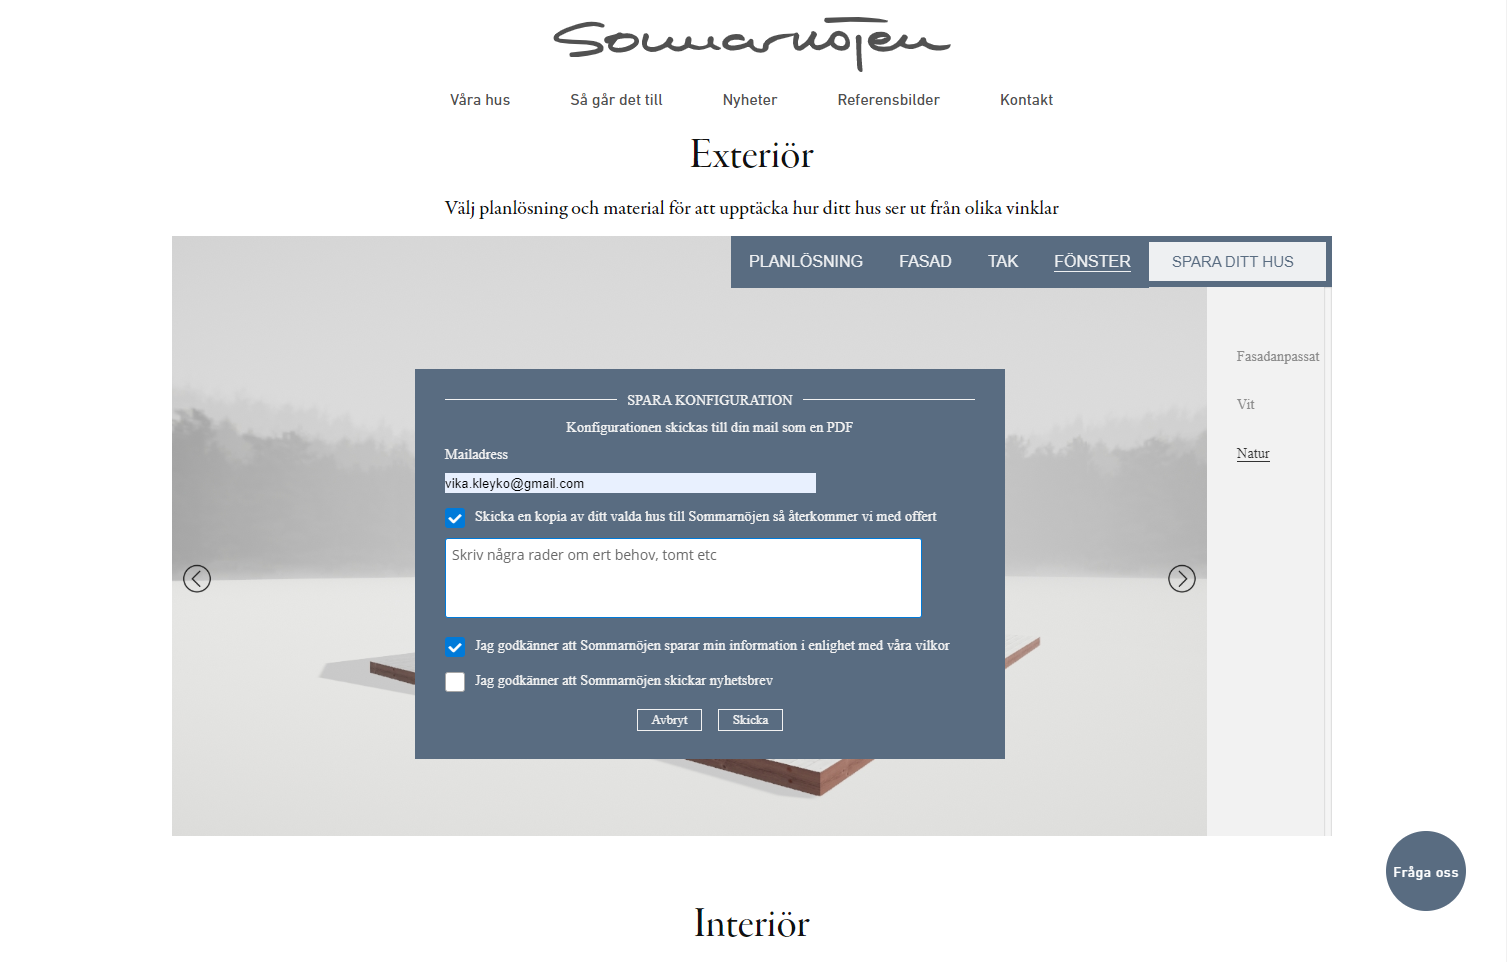 Sommarnöjen
Våra hus Så går det till Nyheter Referensbilder Kontakt
Exteriör
Välj planlösning och material för att upptäcka hur ditt hus ser ut från olika vinklar
PLANLÖSNING FASAD TAK FÖNSTER SPARA DITT HUS
Fasadanpassat
Vit
Natur
SPARA KONFIGURATION
Konfigurationen skickas till din mail som en PDF
Mailadress
vika.kleyko@gmail.com
Skicka en kopia av ditt valda hus till Sommarnöjen så återkommer vi med offert
Skriv några rader om ert behov, tomt etc
Jag godkänner att Sommarnöjen sparar min information i enlighet med våra vilkor
Jag godkänner att Sommarnöjen skickar nyhetsbrev
Avbryt Skicka
Fråga oss
Interiör